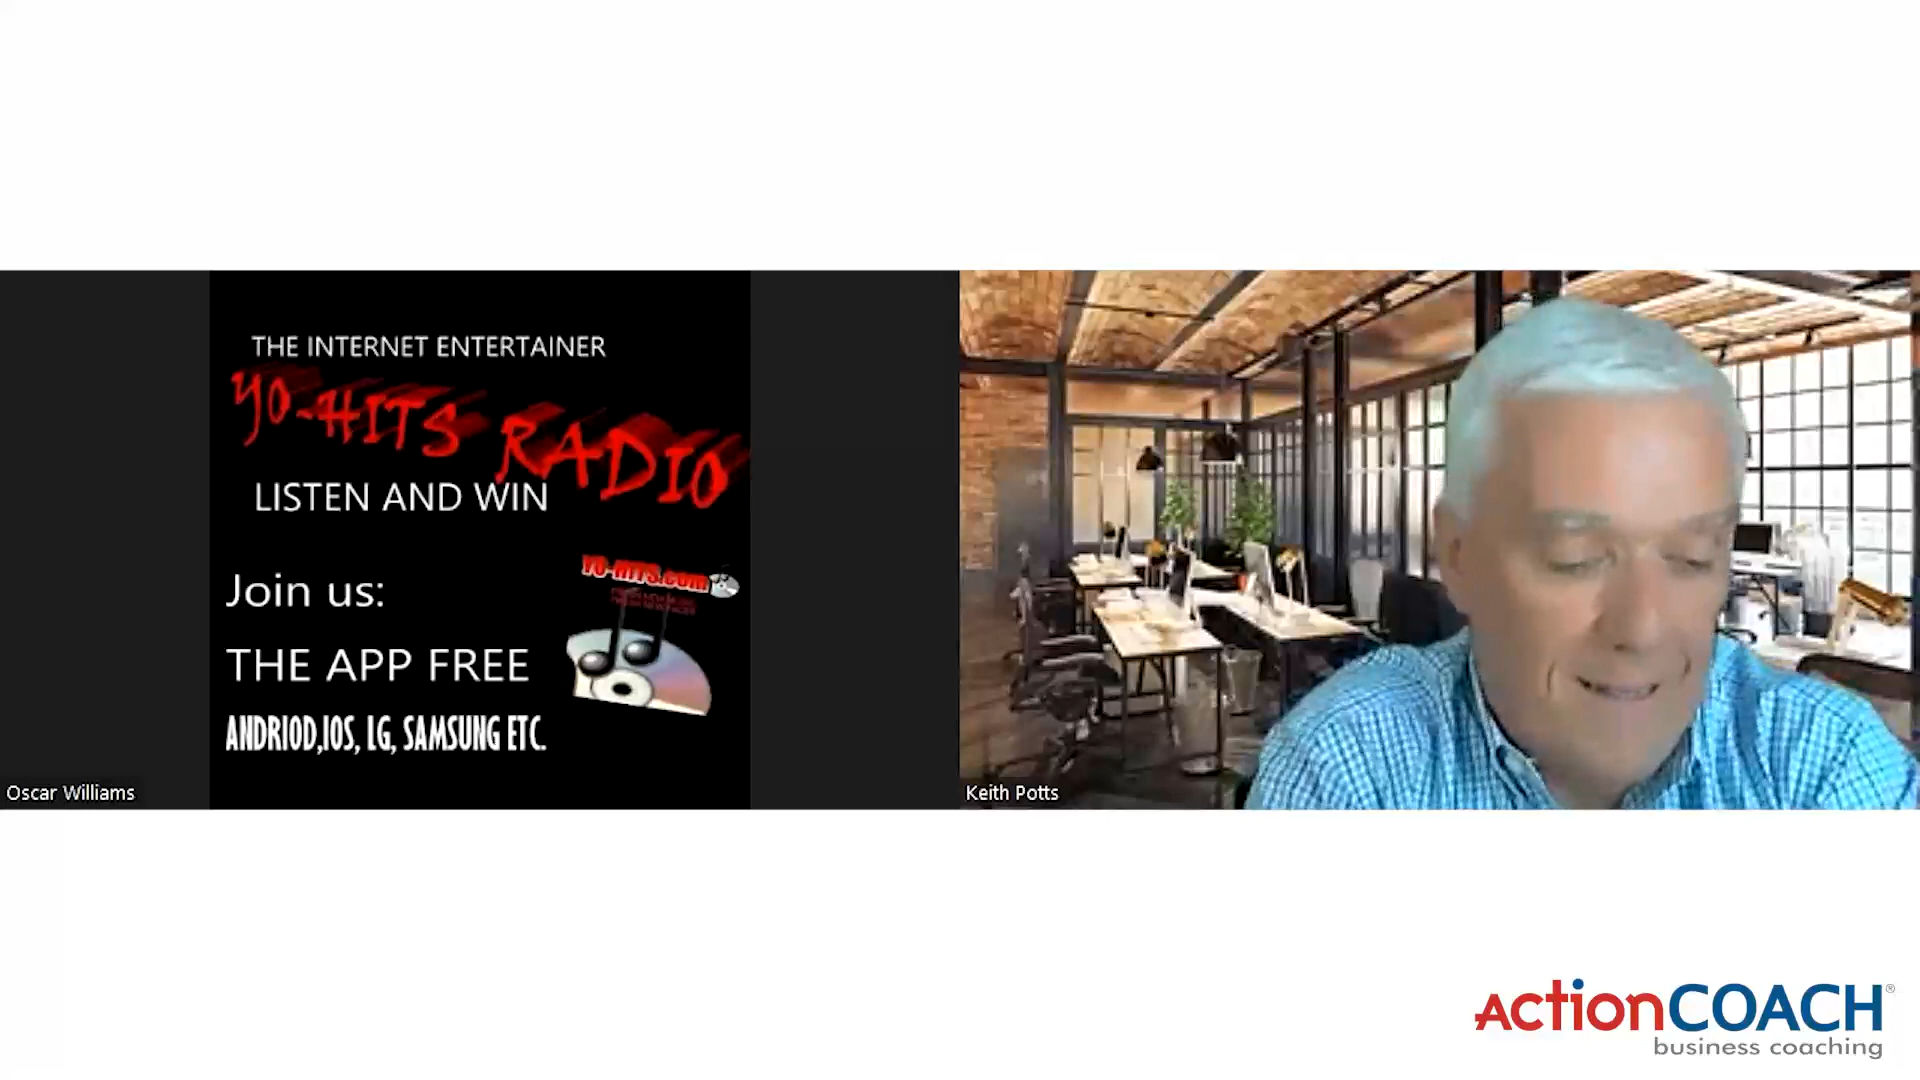 THE INTERNET ENTERTAINER
YO-HITS RADIO
LISTEN AND WIN
YO-HITS.com
Join us:
THE APP FREE
ANDRIOD,IOS, LG, SAMSUNG ETC.
Oscar Williams
Keith Potts
ActionCOACH®
business coaching